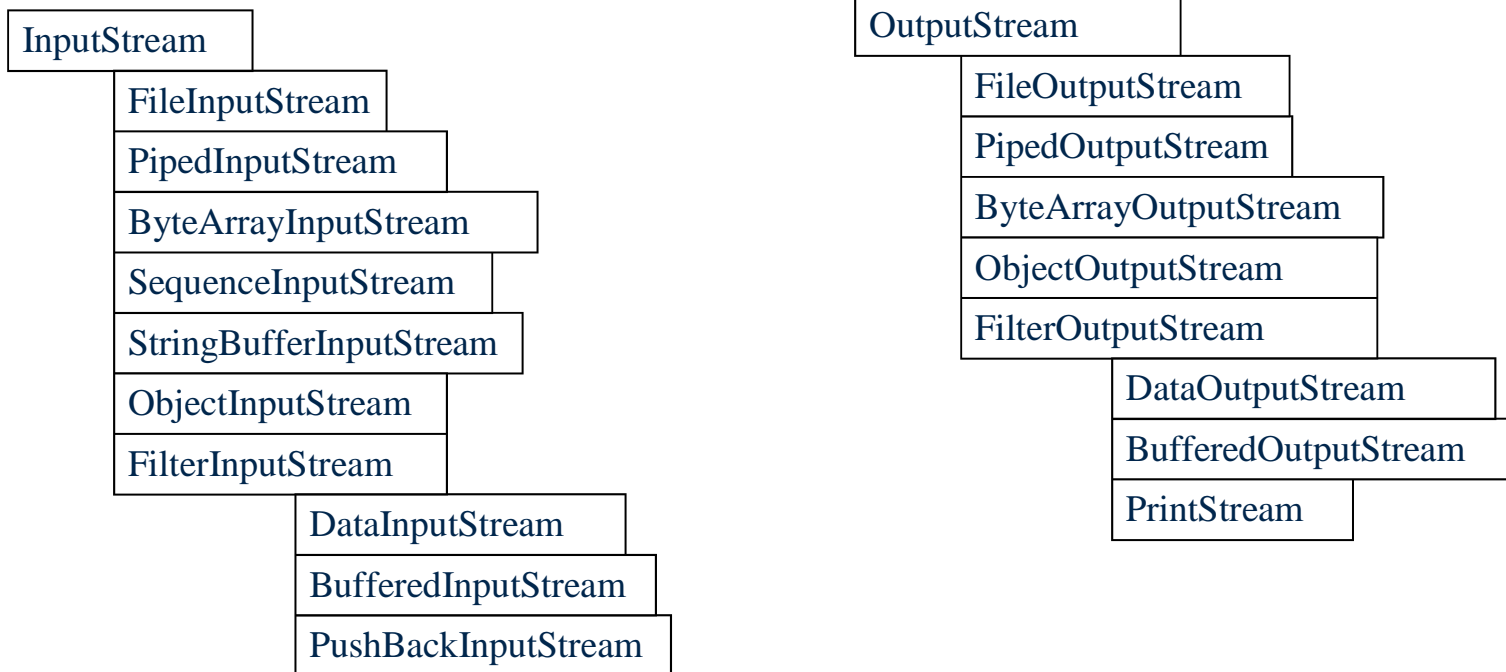 InputStream
FileInputStream
PipedInputStream
ByteArrayInputStream
SequenceInputStream
StringBufferInputStream
ObjectInputStream
FilterInputStream
DataInputStream
BufferedInputStream
PushBackInputStream
OutputStream
FileOutputStream
PipedOutputStream
ByteArrayOutputStream
ObjectOutputStream
FilterOutputStream
DataOutputStream
BufferedOutputStream
PrintStream